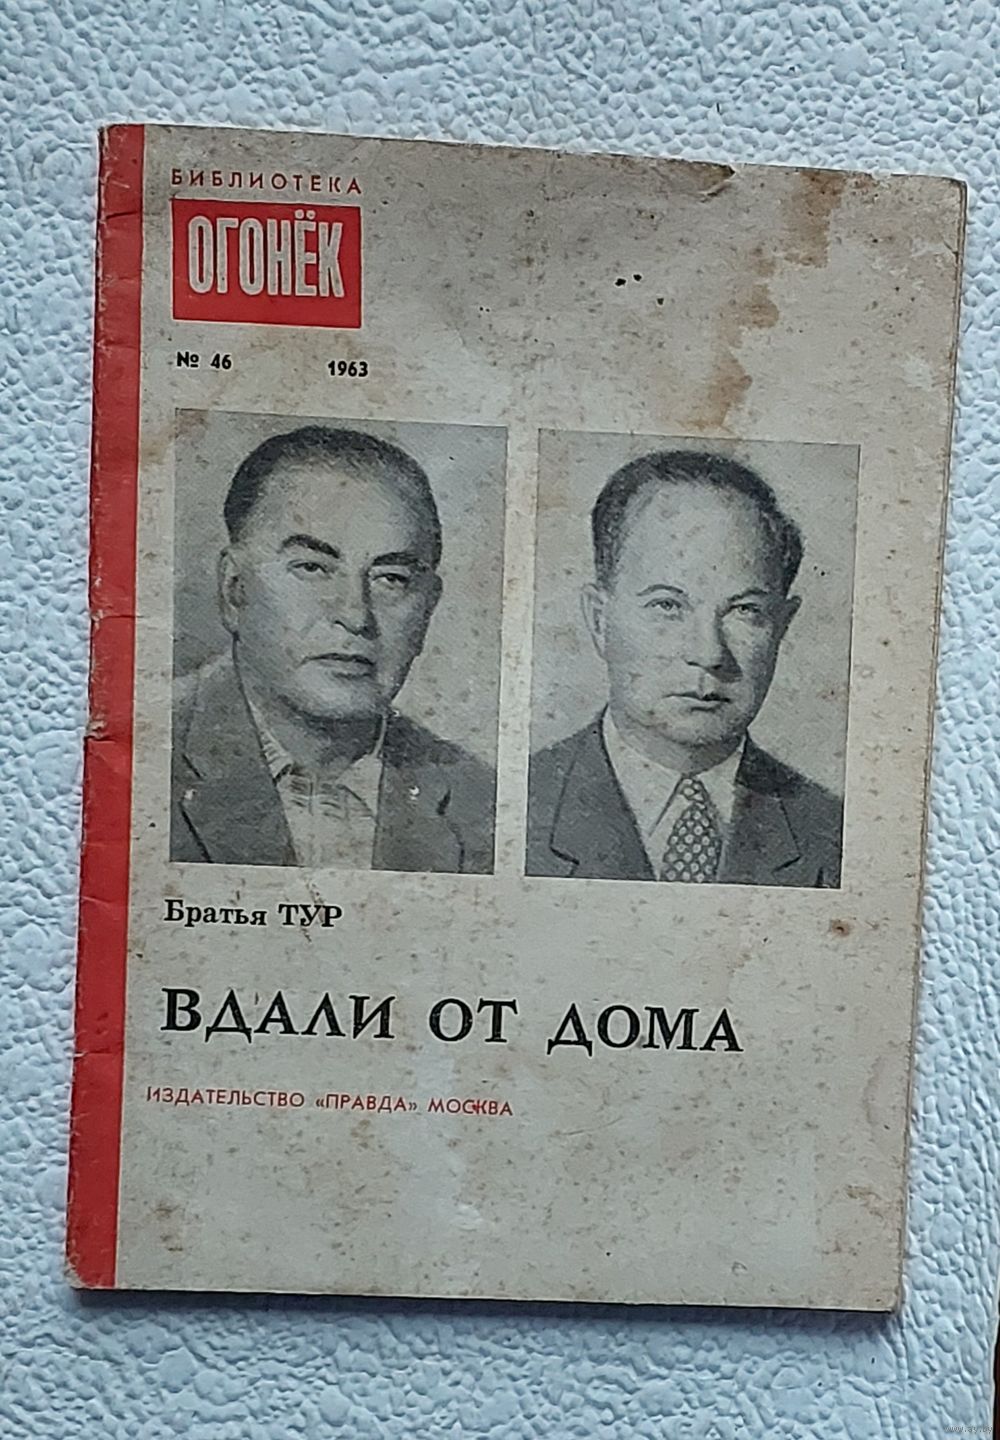 БИБЛИОТЕКА
ОГОНЁК
№ 46 1963
Братья ТУР
ВДАЛИ ОТ ДОМА
ИЗДАТЕЛЬСТВО «ПРАВДА» МОСКВА